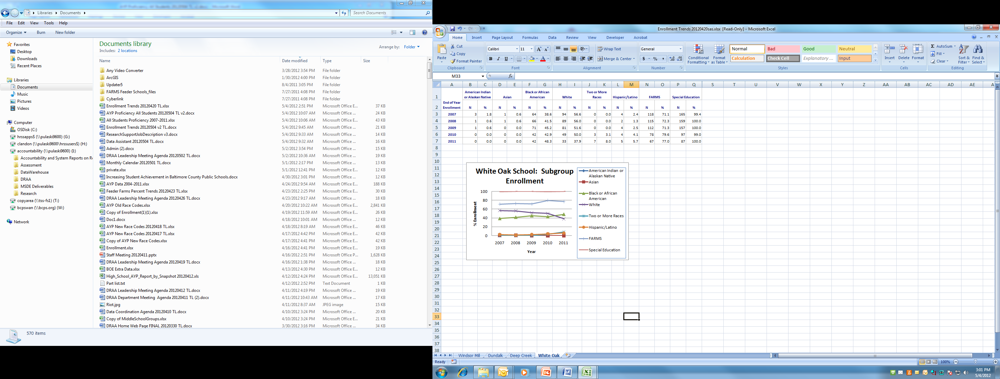 Libraries ▸ Documents ▸
Search Documents
File Edit View Tools Help
Organize Burn New folder
Favorites
Desktop
Downloads
Recent Places
Libraries
Documents
Music
Pictures
Videos
Computer
OSDisk (C:)
hrssapps$ (\\pulaski9600) (G:)
clandon (\\pulaski9600\hrssusers$) (H:)
accountability (\\pulaski9600) (I:)
Accountability and System Reports on R
Assessment
DataWarehouse
DRAA
MSDE Deliverables
Research
copyarea (\\tss-fs1) (T:)
bcpswan (\\bcps.org) (W:)
Network
Documents library
Includes: 2 locations
Arrange by: Folder
Name Date modified Type Size
Any Video Converter 3/28/2012 3:54 PM File folder
ArcGIS 1/30/2012 4:00 PM File folder
Updater5 8/4/2011 3:05 PM File folder
FARMS Feeder Schools_files 7/27/2011 4:08 PM File folder
Cyberlink 7/27/2011 4:08 PM File folder
Enrollment Trends 20120420 TL.xlsx 5/4/2012 2:51 PM Microsoft Office E... 37 KB
AYP Proficiency All Students 20120504 TL v2.docx 5/4/2012 10:07 AM Microsoft Office ... 24 KB
All Students Proficiency 2007-2011.xlsx 5/4/2012 10:06 AM Microsoft Office E... 43 KB
Enrollment Trends 20120504 v2 TL.docx 5/4/2012 9:45 AM Microsoft Office ... 21 KB
ResearchSupportJobDescription v3.docx 5/4/2012 9:33 AM Microsoft Office ... 14 KB
Data Assistant 20120504 TL.docx 5/4/2012 9:32 AM Microsoft Office ... 16 KB
Admin (2).docx 5/2/2012 3:54 PM Microsoft Office ... 15 KB
DRAA Leadership Meeting Agenda 20120502 TL.docx 5/2/2012 10:36 AM Microsoft Office ... 19 KB
Monthly Calendar 20120501 TL.docx 5/1/2012 2:17 PM Microsoft Office ... 13 KB
private.xlsx 5/1/2012 12:41 PM Microsoft Office E... 12 KB
Increasing Student Achievement in Baltimore County Public Schools.docx 4/30/2012 3:01 PM Microsoft Office ... 12 KB
AYP Data 2004-2011.xlsx 4/24/2012 9:54 AM Microsoft Office E... 188 KB
Feeder Farms Percent Trends 20120423 TL.xlsx 4/23/2012 2:25 PM Microsoft Office E... 30 KB
DRAA Leadership Meeting Agenda 20120426 TL.docx 4/23/2012 9:17 AM Microsoft Office ... 18 KB
AYP Old Race Codes.xlsx 4/20/2012 10:22 AM Microsoft Office E... 2,841 KB
Copy of Enrollment(1)(1).xlsx 4/19/2012 11:59 AM Microsoft Office E... 26 KB
Doc1.docx 4/18/2012 10:01 AM Microsoft Office ... 12 KB
AYP New Race Codes 20120418 TL.xlsx 4/18/2012 8:19 AM Microsoft Office E... 46 KB
AYP New Race Codes 20120417 TL.xlsx 4/17/2012 4:42 PM Microsoft Office E... 42 KB
Copy of AYP New Race Codes.xlsx 4/17/2012 4:41 PM Microsoft Office E... 42 KB
Enrollment.xlsx 4/16/2012 4:41 PM Microsoft Office E... 19 KB
Staff Meeting 20120411.pptx 4/16/2012 2:51 PM Microsoft Office P... 1,628 KB
DRAA Leadership Meeting Agenda 20120419 TL.docx 4/16/2012 1:38 PM Microsoft Office ... 18 KB
BOE Extra Data.xlsx 4/13/2012 4:30 PM Microsoft Office E... 12 KB
High_School_AYP_Report_by_Snapshot 20120412.xls 4/12/2012 4:24 PM Microsoft Office E... 13,051 KB
Part list.txt 4/12/2012 2:52 PM Text Document 1 KB
DRAA Leadership Meeting Agenda 20120412 TL.docx 4/11/2012 4:19 PM Microsoft Office ... 19 KB
DRAA Department Meeting Agenda 20120411 TL (2).docx 4/11/2012 10:43 AM Microsoft Office ... 17 KB
Riot.jpg 4/11/2012 8:37 AM JPEG image 15 KB
Data Coordination Agenda 20120410 TL.docx 4/10/2012 3:24 PM Microsoft Office ... 20 KB
Copy of MiddleSchoolGroups.xlsx 4/10/2012 3:24 PM Microsoft Office E... 21 KB
DRAA Home Web Page FINAL 20120330 TL.docx 3/30/2012 3:16 PM Microsoft Office ... 34 KB
570 items
Enrollment Trends 20120420sas.xlsx [Read-Only] - Microsoft Excel
Home Insert Page Layout Formulas Data Review View Developer Acrobat
Paste Cut Copy Format Painter
Clipboard
Calibri 11
B I U
Font
Wrap Text
Merge & Center
Alignment
General
$ % ,
Number
Conditional Formatting
Format as Table
Normal Bad Good Neutral
Calculation Check Cell Explanatory ... Input
Styles
Insert Delete Format
Cells
AutoSum
Fill
Clear
Sort & Filter
Find & Select
Editing
M33
fx
A B C D E F G H I J K L M N O P Q S T U V W X Y Z AA AB AC AD AE A
1 American Indian or Alaskan Native Asian Black or African American White Two or More Races Hispanic/Latino FARMS Special Education
2 End of Year Enrollment N % N % N % N % N % N % N % N %
3 2007 3 1.8 1 0.6 64 38.6 94 56.6 0 0.0 4 2.4 118 71.1 165 99.4
4 2008 1 0.6 1 0.6 66 41.5 89 56.0 0 0.0 2 1.3 115 72.3 159 100.0
5 2009 1 0.6 0 0.0 71 45.2 81 51.6 0 0.0 4 2.5 112 71.3 157 100.0
6 2010 0 0.0 0 0.0 42 42.9 49 50.0 3 3.1 4 4.1 78 79.6 97 99.0
7 2011 0 0.0 0 0.0 42 48.3 33 37.9 7 8.0 5 5.7 67 77.0 87 100.0
8
9
10
11
12
13
14
15
16
17
18
19
20
21
22
23
24
25
26
27
28
29
30
31
32
33
34
35
36
37
38
White Oak School: Subgroup
Enrollment
% Enrollment
100
80
60
40
20
0
2007 2008 2009 2010 2011
Year
American Indian or
Alaskan Native
Asian
Black or African
American
White
Two or More Races
Hispanic/Latino
FARMS
Special Education
Windsor Mill Dundalk Deep Creek White Oak
Ready
100%
3:01 PM
5/4/2012